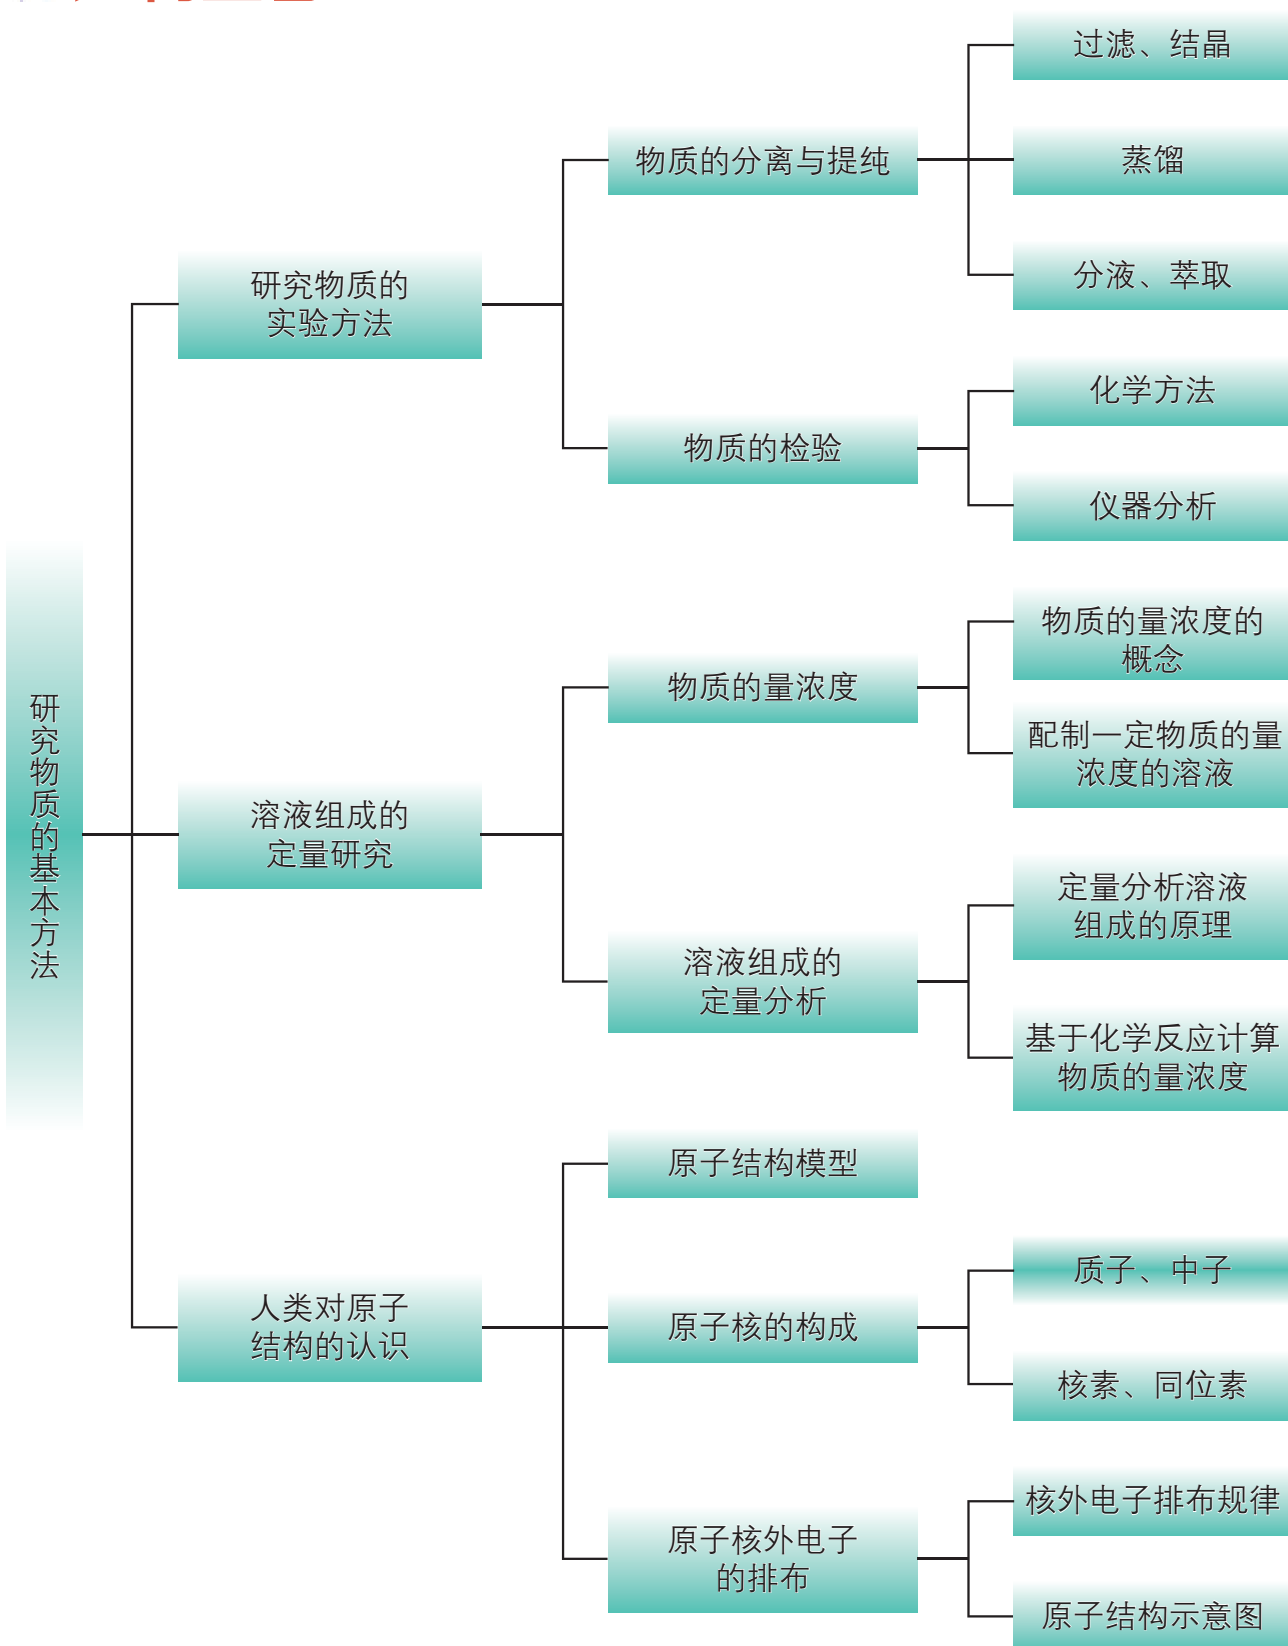 研究物质的基本方法
研究物质的
实验方法
物质的分离与提纯
过滤、结晶
蒸馏
分液、萃取
物质的检验
化学方法
仪器分析
溶液组成的
定量研究
物质的量浓度
物质的量浓度的
概念
配制一定物质的量
浓度的溶液
溶液组成的
定量分析
定量分析溶液
组成的原理
基于化学反应计算
物质的量浓度
人类对原子
结构的认识
原子结构模型
原子核的构成
质子、中子
核素、同位素
原子核外电子
的排布
核外电子排布规律
原子结构示意图